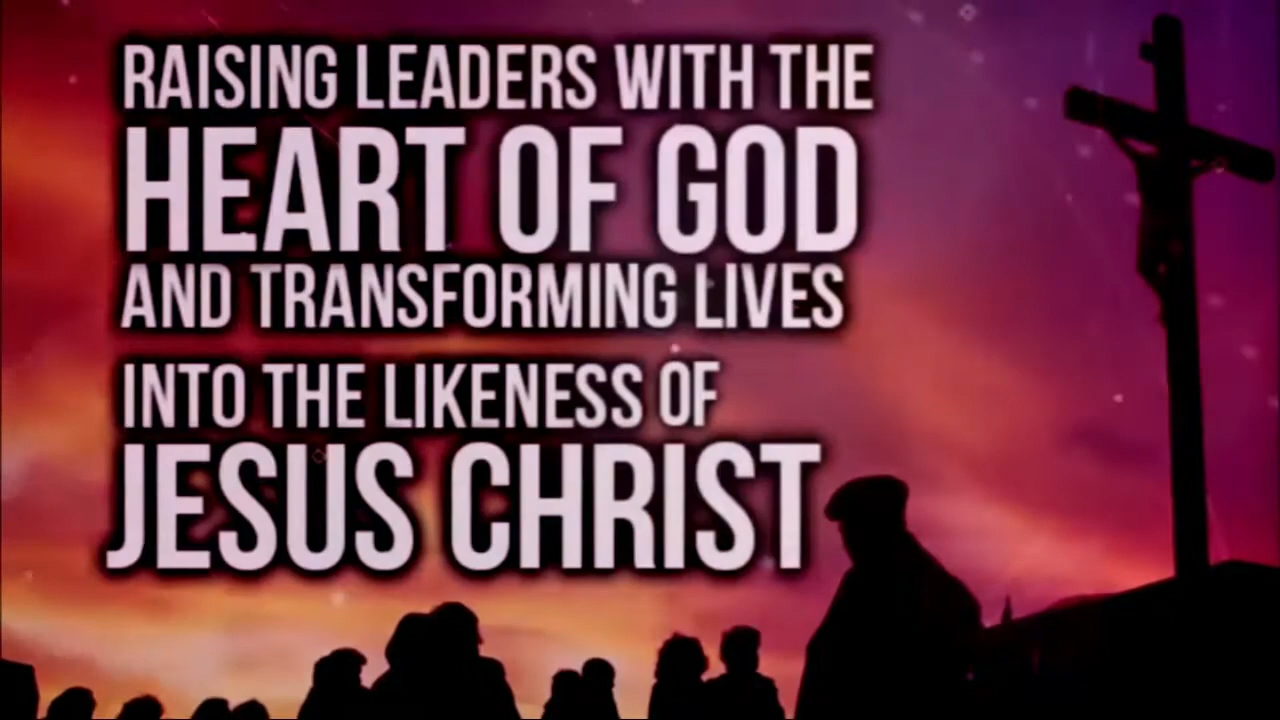 RAISING LEADERS WITH THE
HEART OF GOD
AND TRANSFORMING LIVES
INTO THE LIKENESS OF
JESUS CHRIST